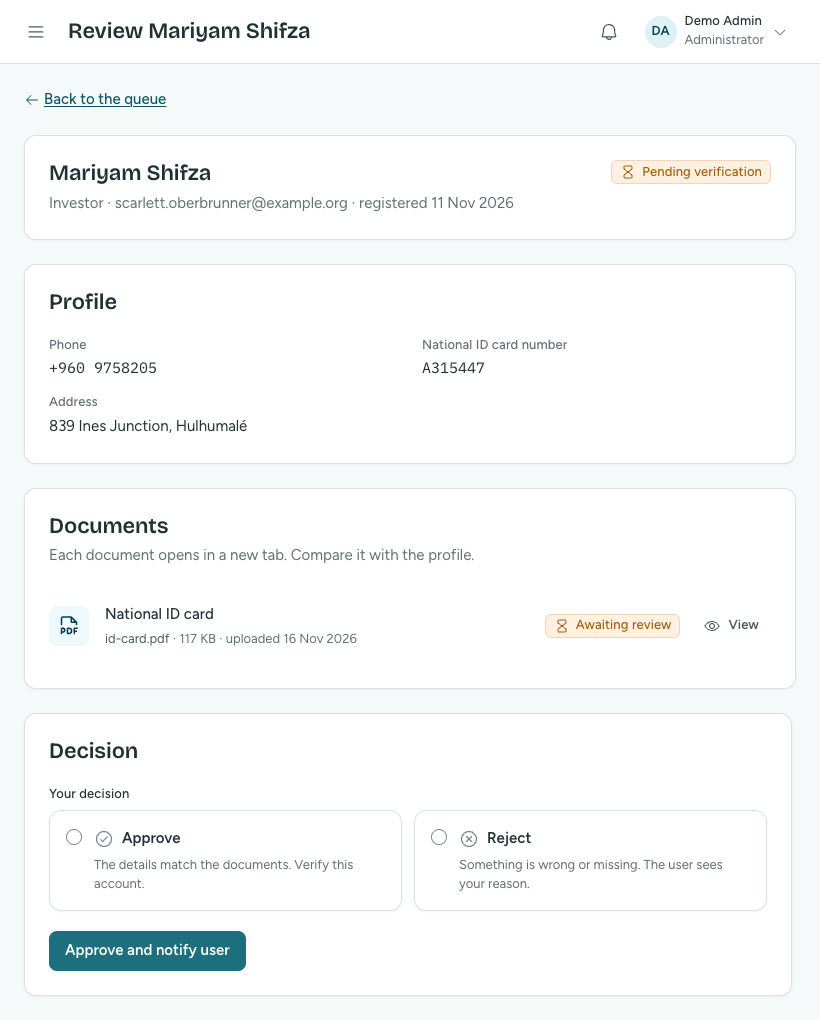 Review Mariyam Shifza
DA
Demo Admin
Administrator
← Back to the queue
Mariyam Shifza
Pending verification
Investor · scarlett.oberbrunner@example.org · registered 11 Nov 2026
Profile
Phone
+960 9758205
National ID card number
A315447
Address
839 Ines Junction, Hulhumalé
Documents
Each document opens in a new tab. Compare it with the profile.
PDF
National ID card
id-card.pdf · 117 KB · uploaded 16 Nov 2026
Awaiting review
View
Decision
Your decision
Approve
The details match the documents. Verify this
account.
Reject
Something is wrong or missing. The user sees
your reason.
Approve and notify user